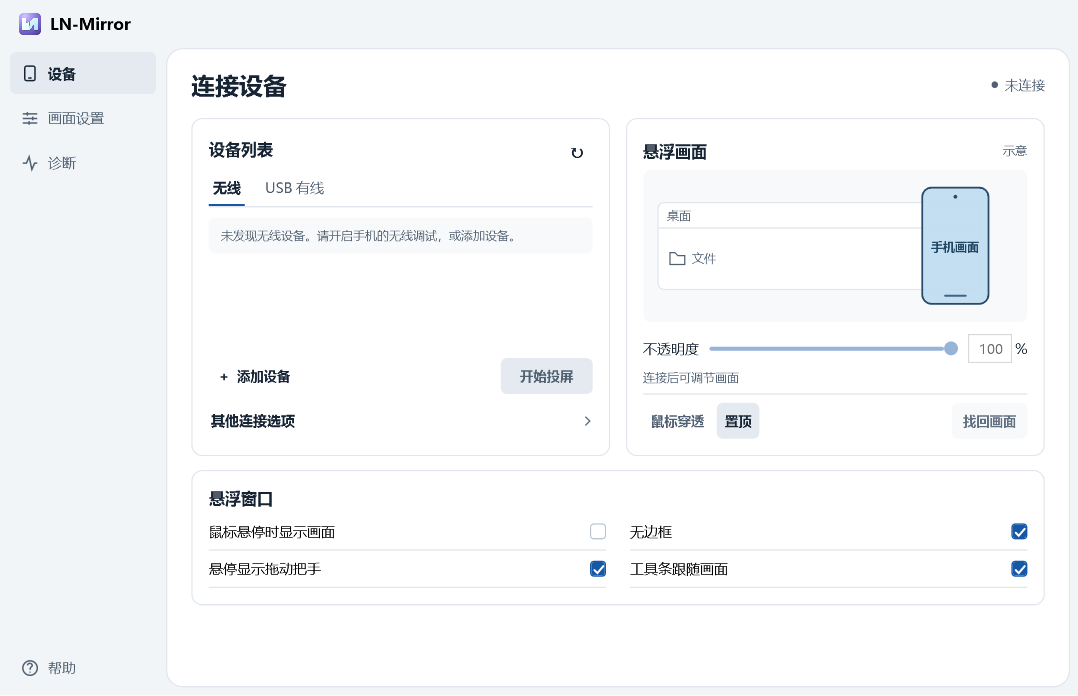 LN-Mirror
设备
画面设置
诊断
帮助
连接设备
未连接
设备列表
↻
无线 USB 有线
未发现无线设备。请开启手机的无线调试，或添加设备。
+ 添加设备
开始投屏
其他连接选项
悬浮画面
示意
桌面
文件
手机画面
不透明度 100 %
连接后可调节画面
鼠标穿透 置顶 找回画面
悬浮窗口
鼠标悬停时显示画面
无边框
悬停显示拖动把手
工具条跟随画面